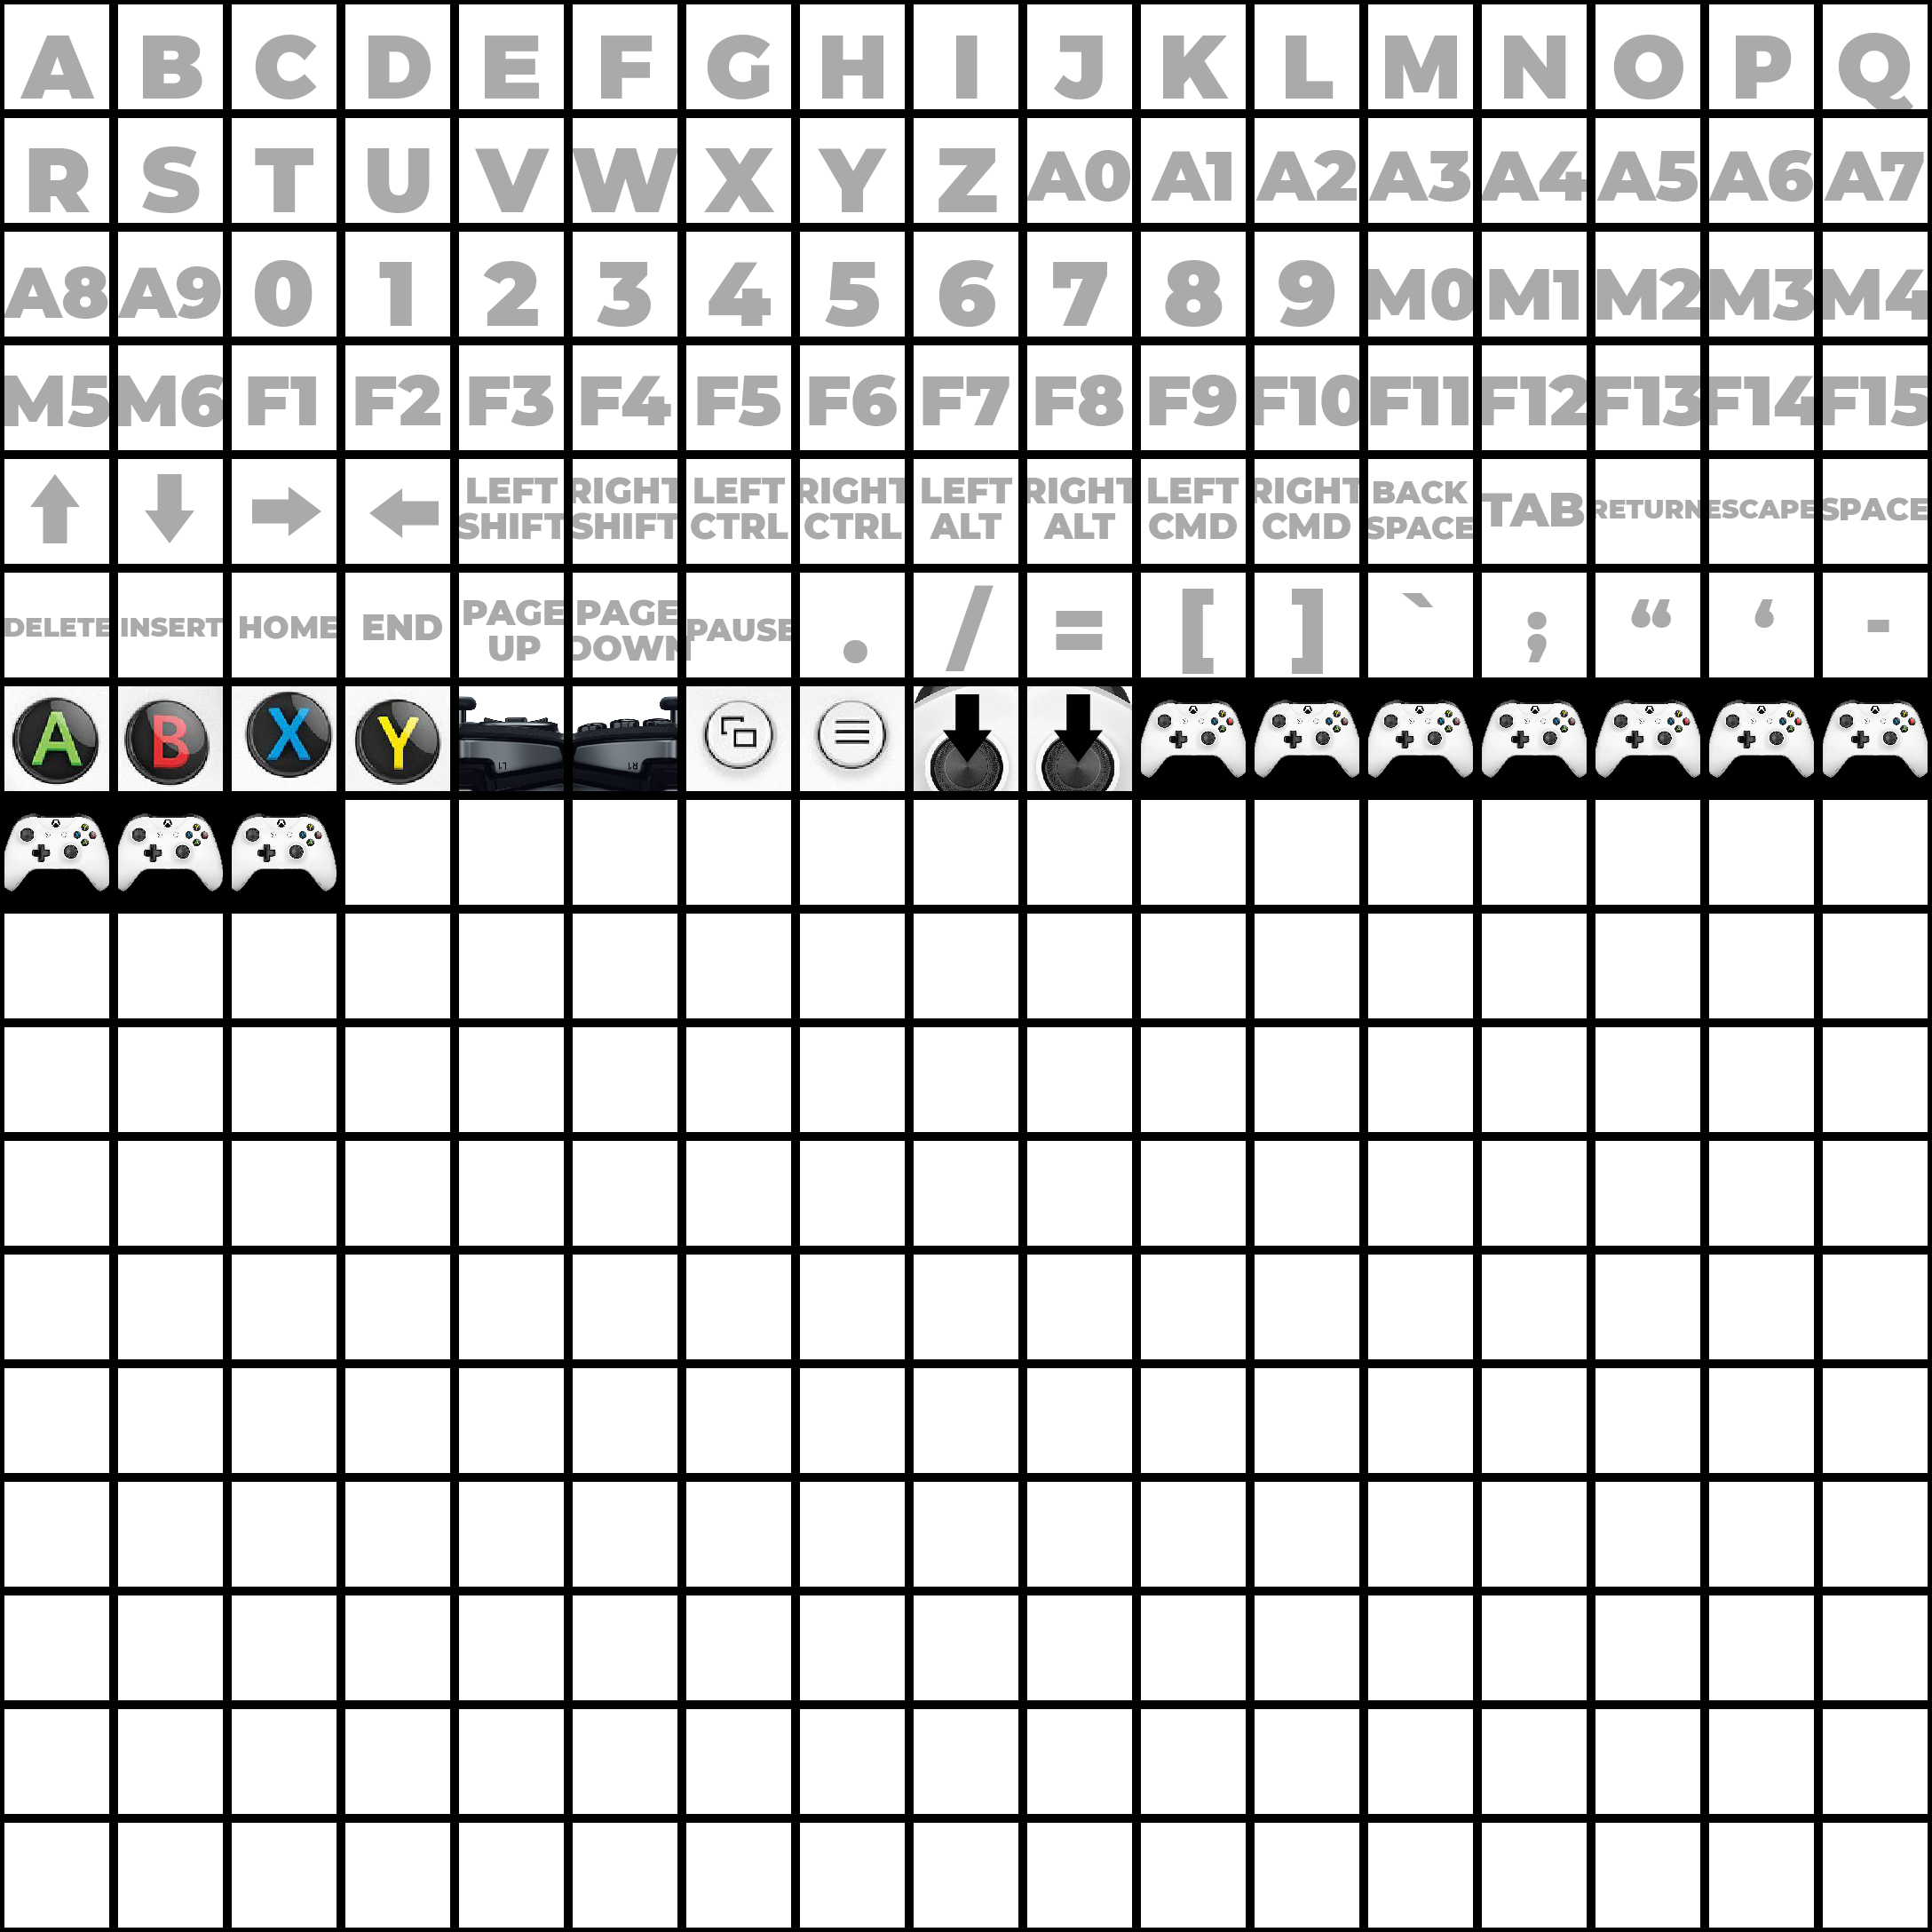 A B C D E F G H I J K L M N O P Q
R S T U V W X Y Z A0 A1 A2 A3 A4 A5 A6 A7
A8 A9 0 1 2 3 4 5 6 7 8 9 M0 M1 M2 M3 M4
M5 M6 F1 F2 F3 F4 F5 F6 F7 F8 F9 F10 F11 F12 F13 F14 F15
LEFT SHIFT RIGHT SHIFT LEFT CTRL RIGHT CTRL LEFT ALT RIGHT ALT LEFT CMD RIGHT CMD BACK SPACE TAB RETURN ESCAPE SPACE
DELETE INSERT HOME END PAGE UP PAGE DOWN PAUSE . / = [ ] ` ; “ ‘ -
A B X Y L1 R1